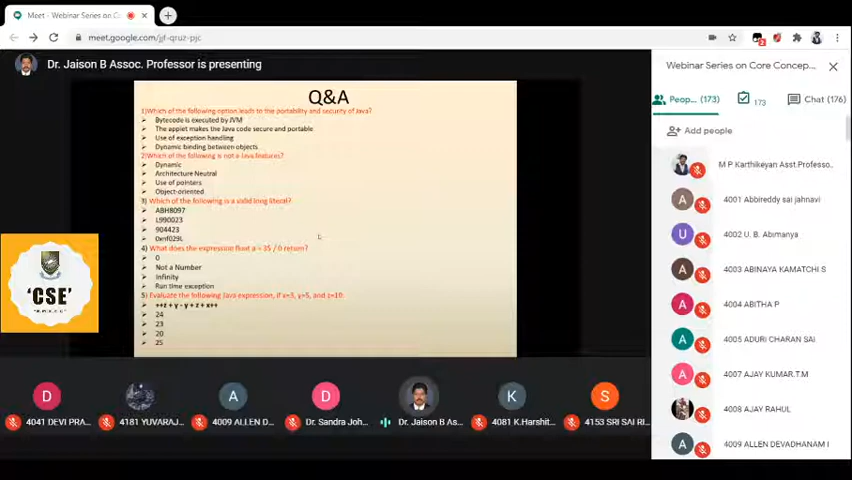 Meet - Webinar Series on Co
meet.google.com/jjf-qruz-pjc
Dr. Jaison B Assoc. Professor is presenting
Q&A
1)Which of the following option leads to the portability and security of Java?
Bytecode is executed by JVM
The applet makes the Java code secure and portable
Use of exception handling
Dynamic binding between objects
2)Which of the following is not a Java features?
Dynamic
Architecture Neutral
Use of pointers
Object-oriented
3) Which of the following is a valid long literal?
ABH8097
L990023
904423
0xnf029L
4) What does the expression float a = 35 / 0 return?
0
Not a Number
Infinity
Run time exception
5) Evaluate the following Java expression, if x=3, y=5, and z=10:
++z + y - y + z + x++
24
23
20
25
'CSE'
D
A
D
K
S
4041 DEVI PRA...
4181 YUVARAJ...
4009 ALLEN D...
Dr. Sandra Joh...
Dr. Jaison B As...
4081 K.Harshit...
4153 SRI SAI RI...
Webinar Series on Core Concep...
Peo... (173)
173
Chat (176)
Add people
M P Karthikeyan Asst.Professo...
A
4001 Abbireddy sai jahnavi
U
4002 U. B. Abimanya
A
4003 ABINAYA KAMATCHI S
A
4004 ABITHA P
A
4005 ADURI CHARAN SAI
A
4007 AJAY KUMAR.T.M
4008 AJAY RAHUL
A
4009 ALLEN DEVADHANAM I